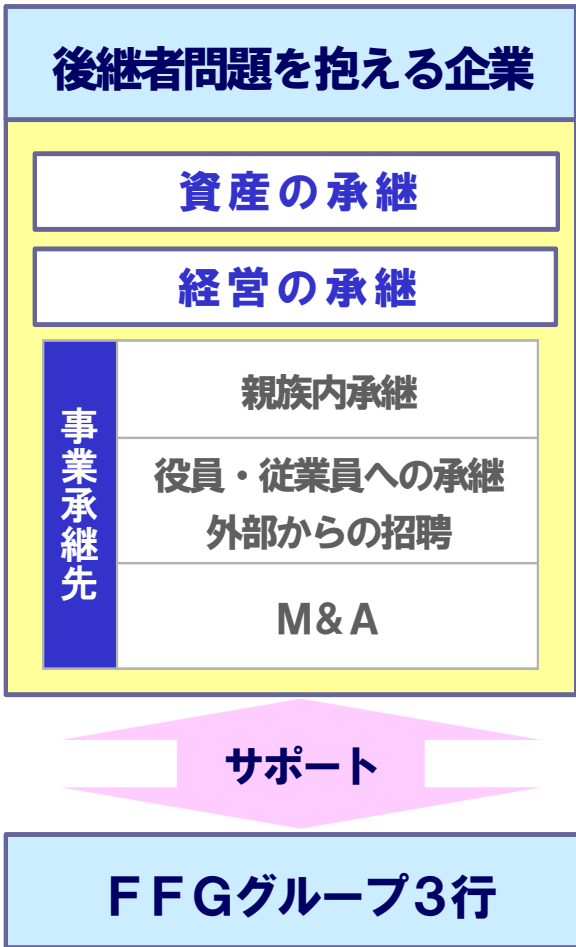 後継者問題を抱える企業
資産の承継
経営の承継
事業承継先
親族内承継
役員・従業員への承継
外部からの招聘
M&A
サポート
FFGグループ3行